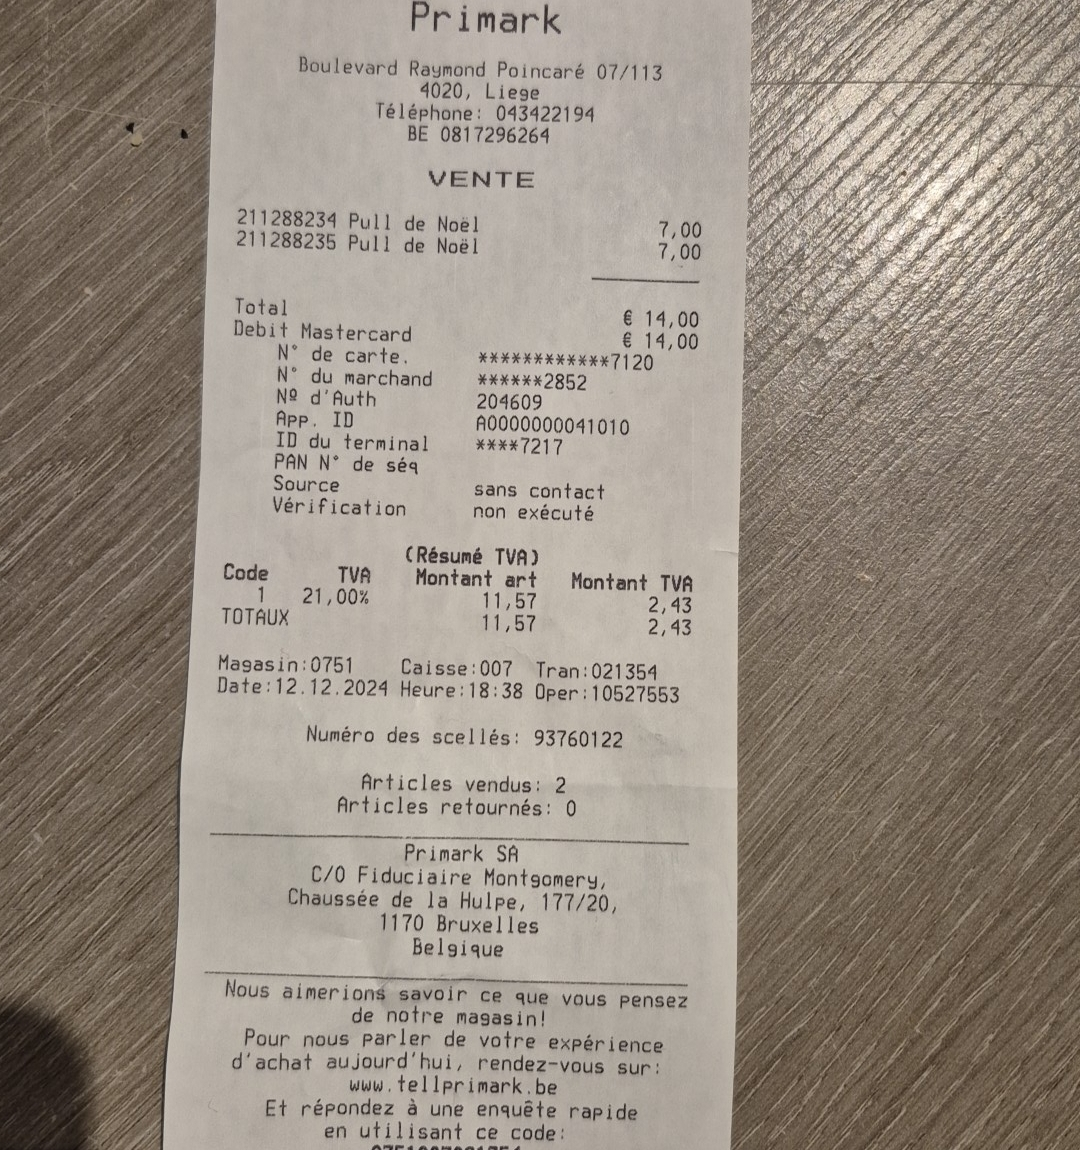 Primark
Boulevard Raymond Poincaré 07/113
4020, Liege
Téléphone: 043422194
BE 0817296264
VENTE
211288234 Pull de Noël 7,00
211288235 Pull de Noël 7,00
Total € 14,00
Debit Mastercard € 14,00
N° de carte. ************7120
N° du marchand ******2852
Nº d'Auth 204609
App. ID A0000000041010
ID du terminal ****7217
PAN N° de séq
Source sans contact
Vérification non exécuté
(Résumé TVA)
Code TVA Montant art Montant TVA
1 21,00% 11,57 2,43
TOTAUX 11,57 2,43
Magasin:0751 Caisse:007 Tran:021354
Date:12.12.2024 Heure:18:38 Oper:10527553
Numéro des scellés: 93760122
Articles vendus: 2
Articles retournés: 0
Primark SA
C/O Fiduciaire Montgomery,
Chaussée de la Hulpe, 177/20,
1170 Bruxelles
Belgique
Nous aimerions savoir ce que vous pensez
de notre magasin!
Pour nous parler de votre expérience
d'achat aujourd'hui, rendez-vous sur:
www.tellprimark.be
Et répondez à une enquête rapide
en utilisant ce code: